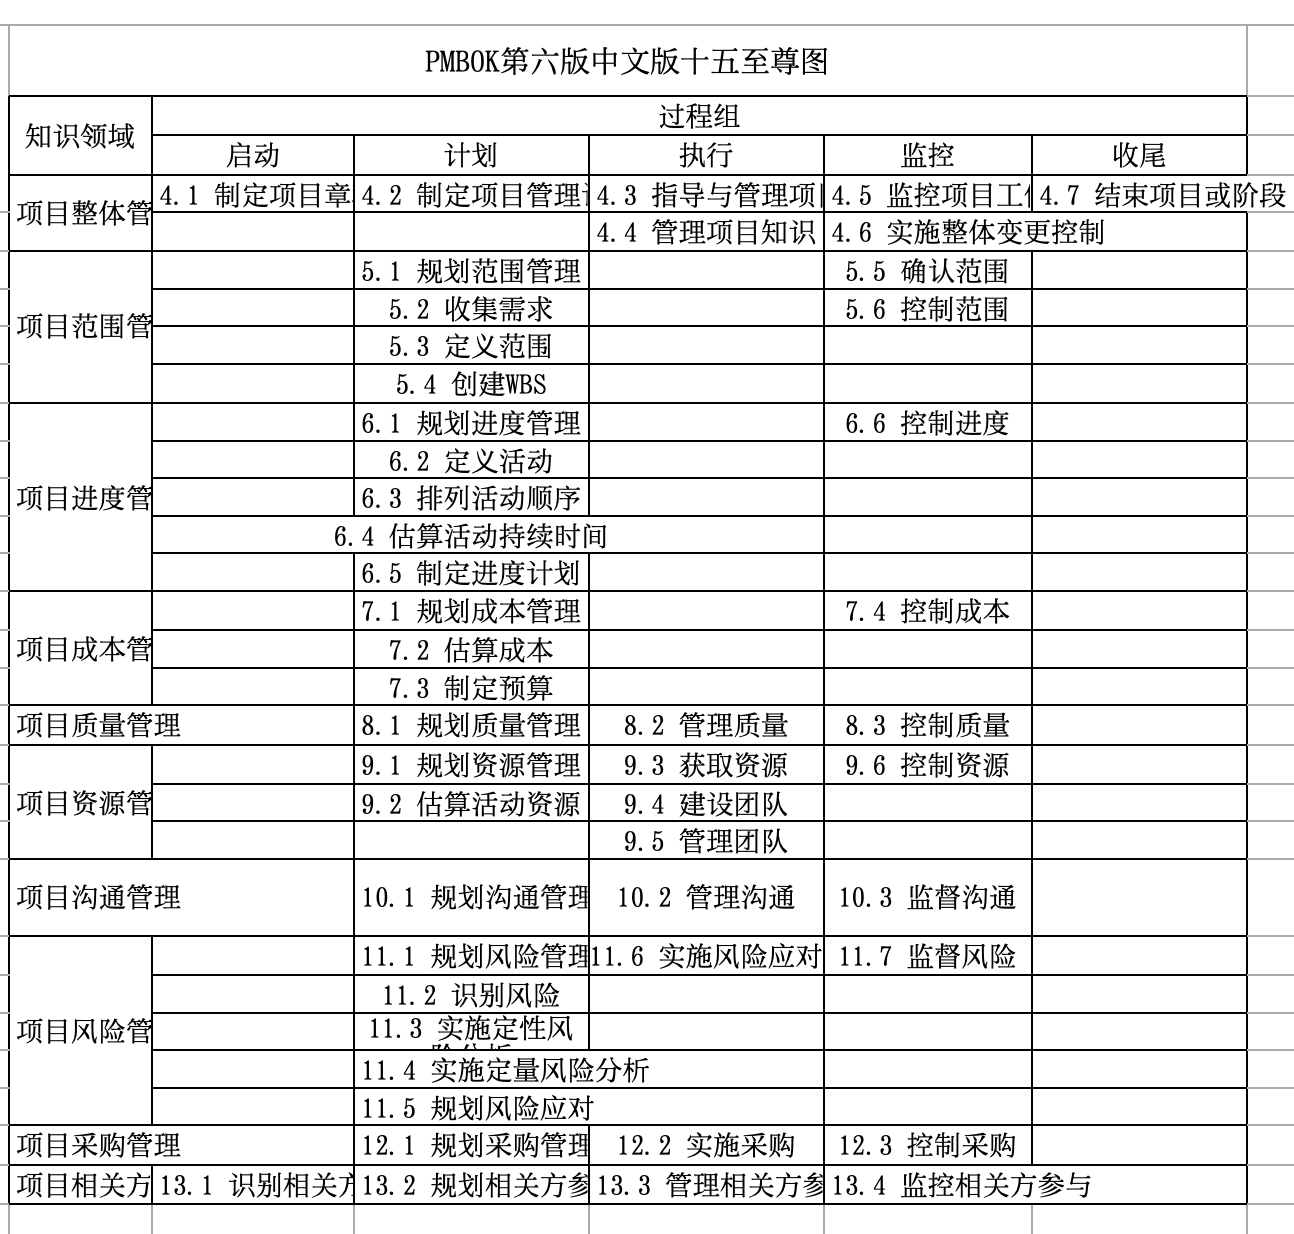 PMBOK第六版中文版十五至尊图
知识领域
过程组
启动 计划 执行 监控 收尾
项目整体管
4.1 制定项目章 4.2 制定项目管理 4.3 指导与管理项 4.5 监控项目工 4.7 结束项目或阶段
4.4 管理项目知识 4.6 实施整体变更控制
项目范围管
5.1 规划范围管理 5.5 确认范围
5.2 收集需求 5.6 控制范围
5.3 定义范围
5.4 创建WBS
项目进度管
6.1 规划进度管理 6.6 控制进度
6.2 定义活动
6.3 排列活动顺序
6.4 估算活动持续时间
6.5 制定进度计划
项目成本管
7.1 规划成本管理 7.4 控制成本
7.2 估算成本
7.3 制定预算
项目质量管理 8.1 规划质量管理 8.2 管理质量 8.3 控制质量
项目资源管
9.1 规划资源管理 9.3 获取资源 9.6 控制资源
9.2 估算活动资源 9.4 建设团队
9.5 管理团队
项目沟通管理 10.1 规划沟通管理 10.2 管理沟通 10.3 监督沟通
项目风险管
11.1 规划风险管理 11.6 实施风险应对 11.7 监督风险
11.2 识别风险
11.3 实施定性风
11.4 实施定量风险分析
11.5 规划风险应对
项目采购管理 12.1 规划采购管理 12.2 实施采购 12.3 控制采购
项目相关方 13.1 识别相关方 13.2 规划相关方参 13.3 管理相关方参 13.4 监控相关方参与